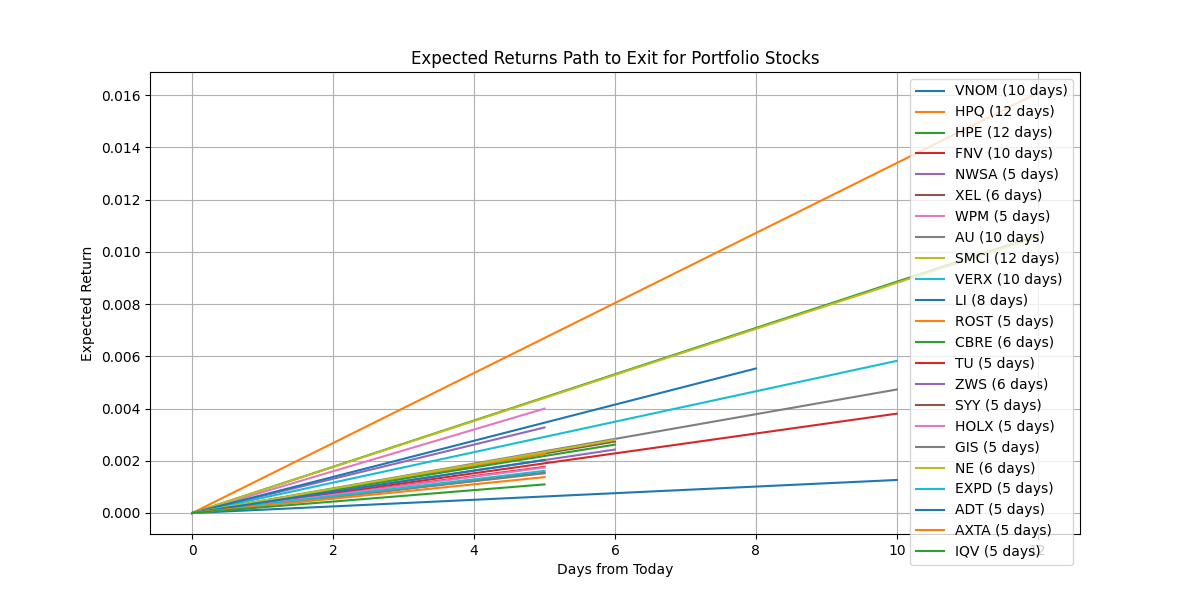 Expected Returns Path to Exit for Portfolio Stocks
Expected Return
0.016
0.014
0.012
0.010
0.008
0.006
0.004
0.002
0.000
0
2
4
6
8
10
12
Days from Today
VNOM (10 days)
HPQ (12 days)
HPE (12 days)
FNV (10 days)
NWSA (5 days)
XEL (6 days)
WPM (5 days)
AU (10 days)
SMCI (12 days)
VERX (10 days)
LI (8 days)
ROST (5 days)
CBRE (6 days)
TU (5 days)
ZWS (6 days)
SYY (5 days)
HOLX (5 days)
GIS (5 days)
NE (6 days)
EXPD (5 days)
ADT (5 days)
AXTA (5 days)
IQV (5 days)